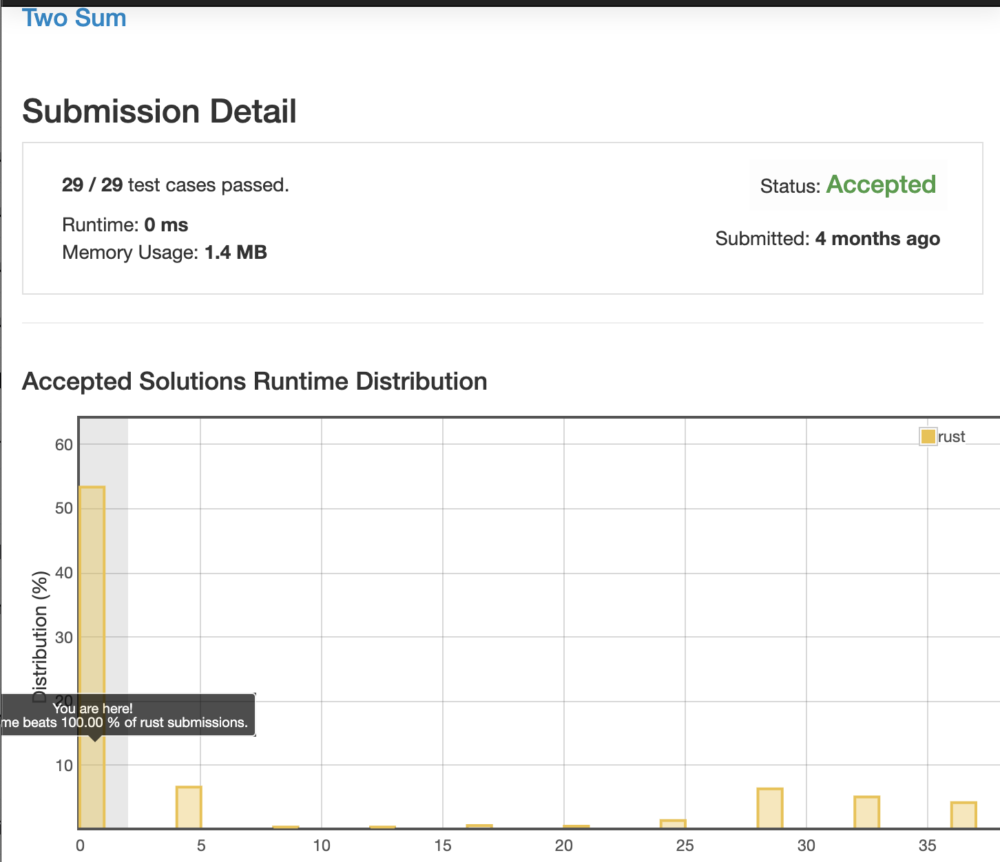 Two Sum
Submission Detail
29 / 29 test cases passed.
Status: Accepted
Runtime: 0 ms
Submitted: 4 months ago
Memory Usage: 1.4 MB
Accepted Solutions Runtime Distribution
rust
60
50
40
30
20
10
Distribution (%)
You are here!
me beats 100.00 % of rust submissions.
0 5 10 15 20 25 30 35